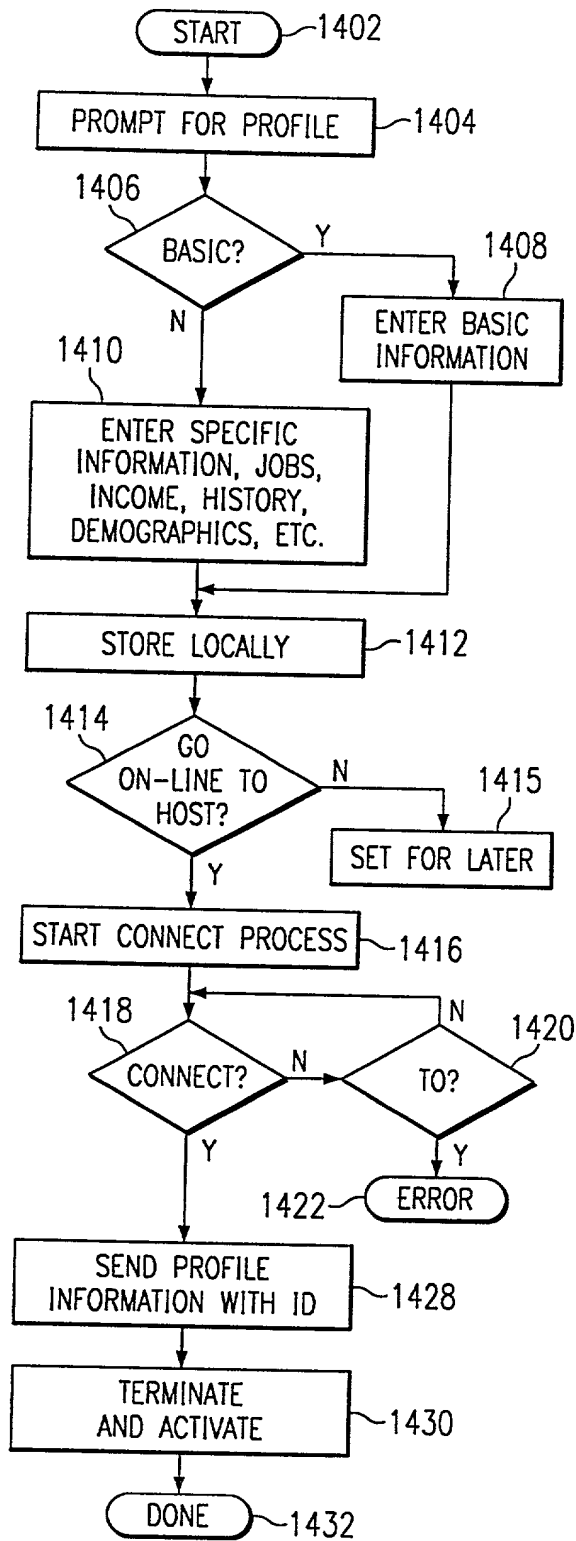 START
1402
PROMPT FOR PROFILE
1404
1406
BASIC?
Y
N
1408
ENTER BASIC
INFORMATION
1410
ENTER SPECIFIC
INFORMATION, JOBS,
INCOME, HISTORY,
DEMOGRAPHICS, ETC.
STORE LOCALLY
1412
1414
GO
ON-LINE TO
HOST?
N
Y
1415
SET FOR LATER
START CONNECT PROCESS
1416
1418
CONNECT?
N
Y
N
1420
TO?
Y
1422
ERROR
SEND PROFILE
INFORMATION WITH ID
1428
TERMINATE
AND ACTIVATE
1430
DONE
1432